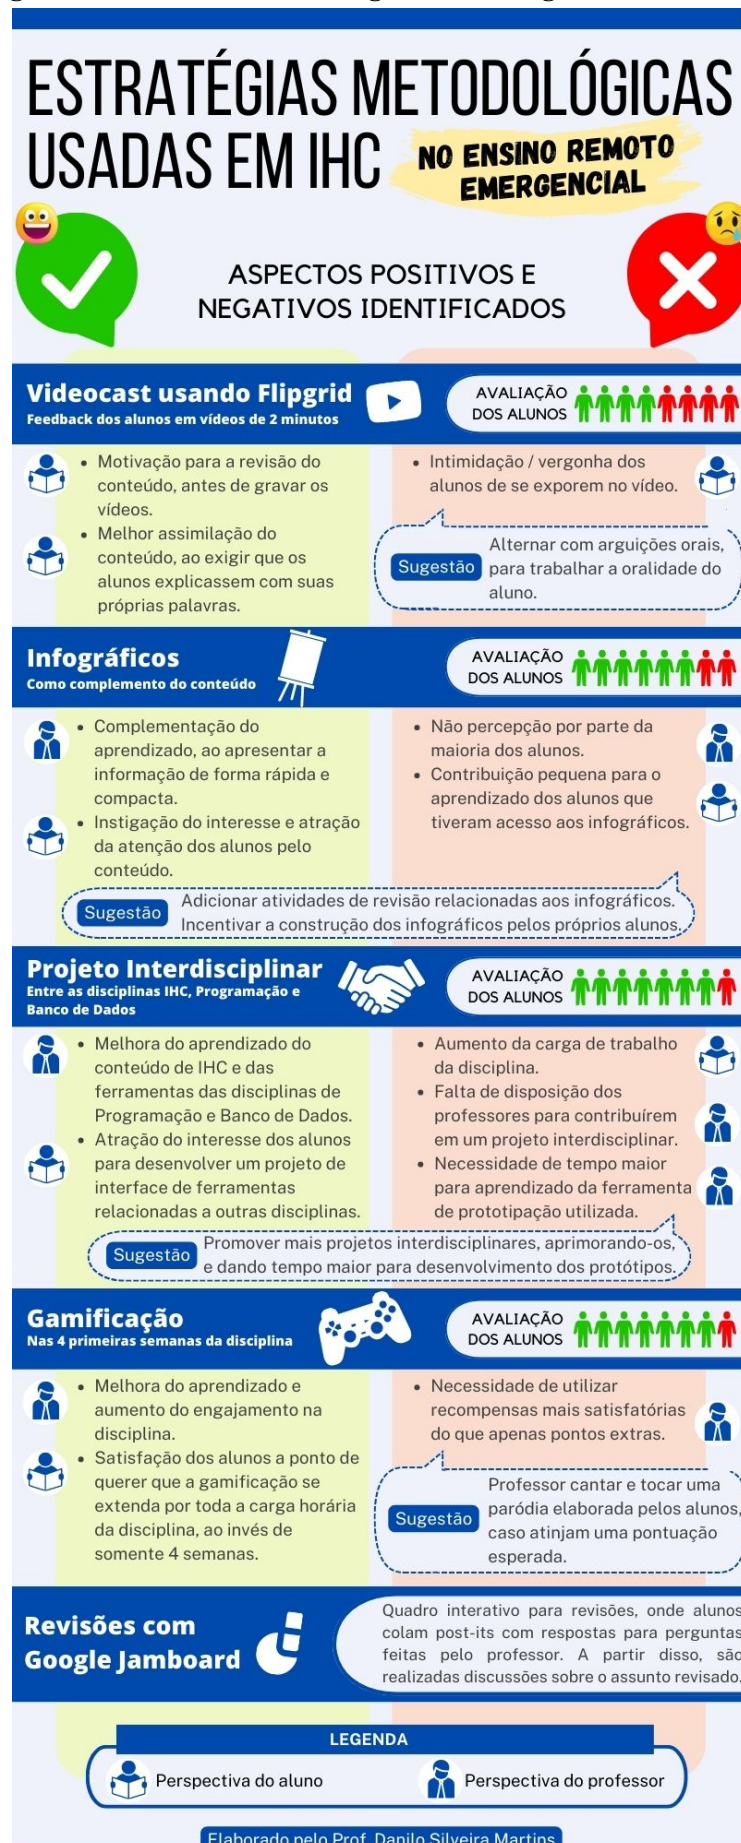 ESTRATÉGIAS METODOLÓGICAS
USADAS EM IHC
NO ENSINO REMOTO
EMERGENCIAL
ASPECTOS POSITIVOS E
NEGATIVOS IDENTIFICADOS
Videocast usando Flipgrid
Feedback dos alunos em vídeos de 2 minutos
AVALIAÇÃO
DOS ALUNOS
• Motivação para a revisão do
conteúdo, antes de gravar os
vídeos.
• Melhor assimilação do
conteúdo, ao exigir que os
alunos explicassem com suas
próprias palavras.
• Intimidação / vergonha dos
alunos de se exporem no vídeo.
Sugestão
Alternar com arguições orais,
para trabalhar a oralidade do
aluno.
Infográficos
Como complemento do conteúdo
AVALIAÇÃO
DOS ALUNOS
• Complementação do
aprendizado, ao apresentar a
informação de forma rápida e
compacta.
• Instigação do interesse e atração
da atenção dos alunos pelo
conteúdo.
• Não percepção por parte da
maioria dos alunos.
• Contribuição pequena para o
aprendizado dos alunos que
tiveram acesso aos infográficos.
Sugestão
Adicionar atividades de revisão relacionadas aos infográficos.
Incentivar a construção dos infográficos pelos próprios alunos.
Projeto Interdisciplinar
Entre as disciplinas IHC, Programação e
Banco de Dados
AVALIAÇÃO
DOS ALUNOS
• Melhora do aprendizado do
conteúdo de IHC e das
ferramentas das disciplinas de
Programação e Banco de Dados.
• Atração do interesse dos alunos
para desenvolver um projeto de
interface de ferramentas
relacionadas a outras disciplinas.
• Aumento da carga de trabalho
da disciplina.
• Falta de disposição dos
professores para contribuírem
em um projeto interdisciplinar.
• Necessidade de tempo maior
para aprendizado da ferramenta
de prototipação utilizada.
Sugestão
Promover mais projetos interdisciplinares, aprimorando-os,
e dando tempo maior para desenvolvimento dos protótipos.
Gamificação
Nas 4 primeiras semanas da disciplina
AVALIAÇÃO
DOS ALUNOS
• Melhora do aprendizado e
aumento do engajamento na
disciplina.
• Satisfação dos alunos a ponto de
querer que a gamificação se
extenda por toda a carga horária
da disciplina, ao invés de
somente 4 semanas.
• Necessidade de utilizar
recompensas mais satisfatórias
do que apenas pontos extras.
Sugestão
Professor cantar e tocar uma
paródia elaborada pelos alunos,
caso atinjam uma pontuação
esperada.
Revisões com
Google Jamboard
Quadro interativo para revisões, onde alunos
colam post-its com respostas para perguntas
feitas pelo professor. A partir disso, são
realizadas discussões sobre o assunto revisado.
LEGENDA
Perspectiva do aluno
Perspectiva do professor
Elaborado pelo Prof. Danilo Silveira Martins